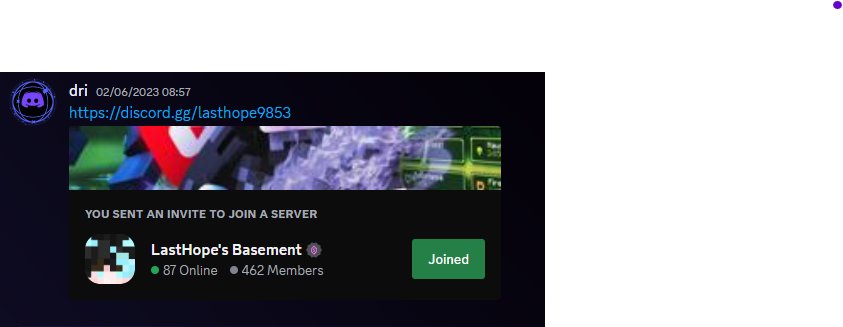 dri 02/06/2023 08:57
https://discord.gg/lasthope9853
YOU SENT AN INVITE TO JOIN A SERVER
LastHope's Basement
87 Online 462 Members
Joined